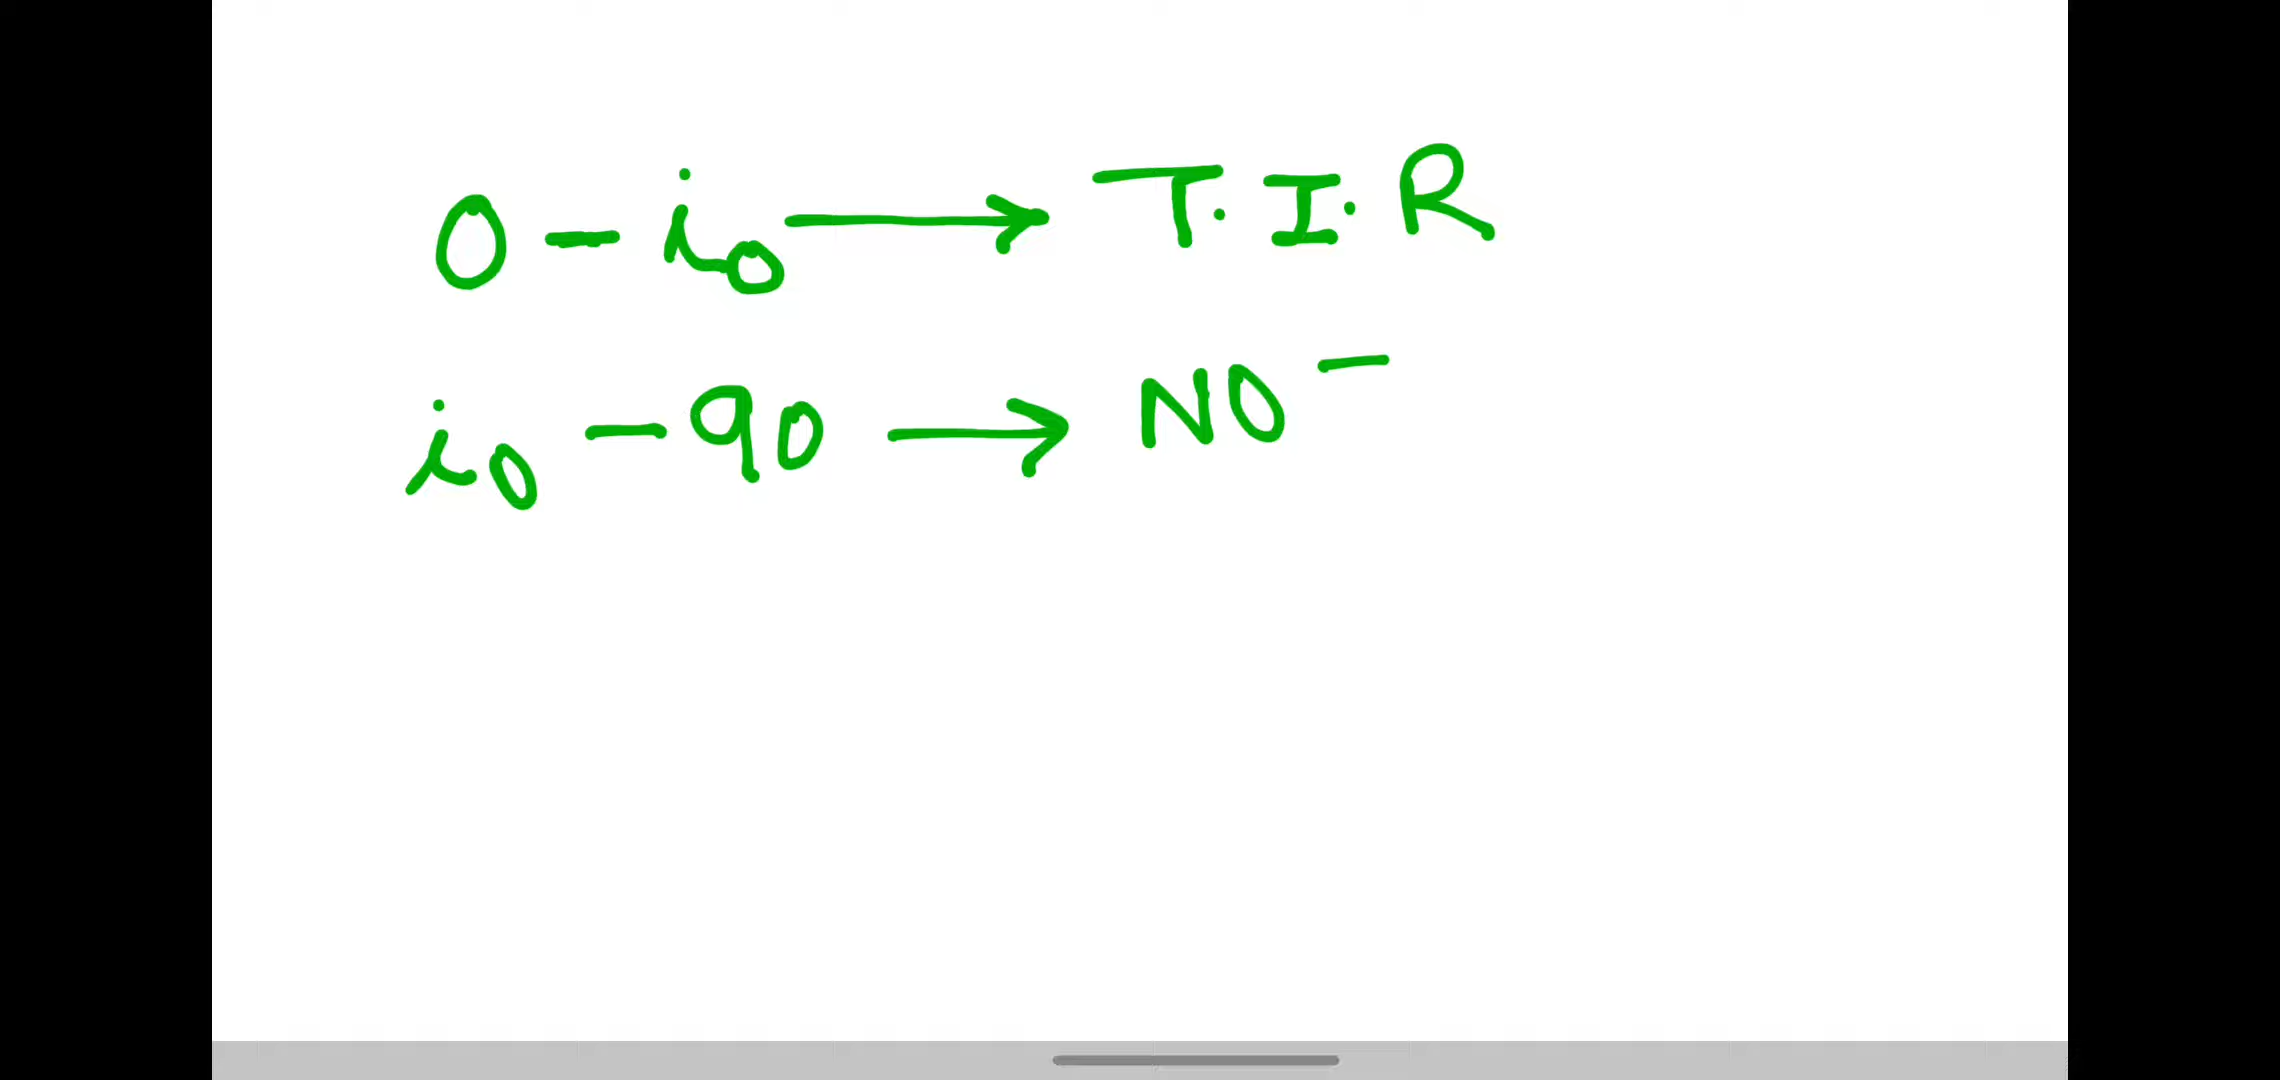 0 - i₀ → T.I.R
i₀ - 90 → NO -